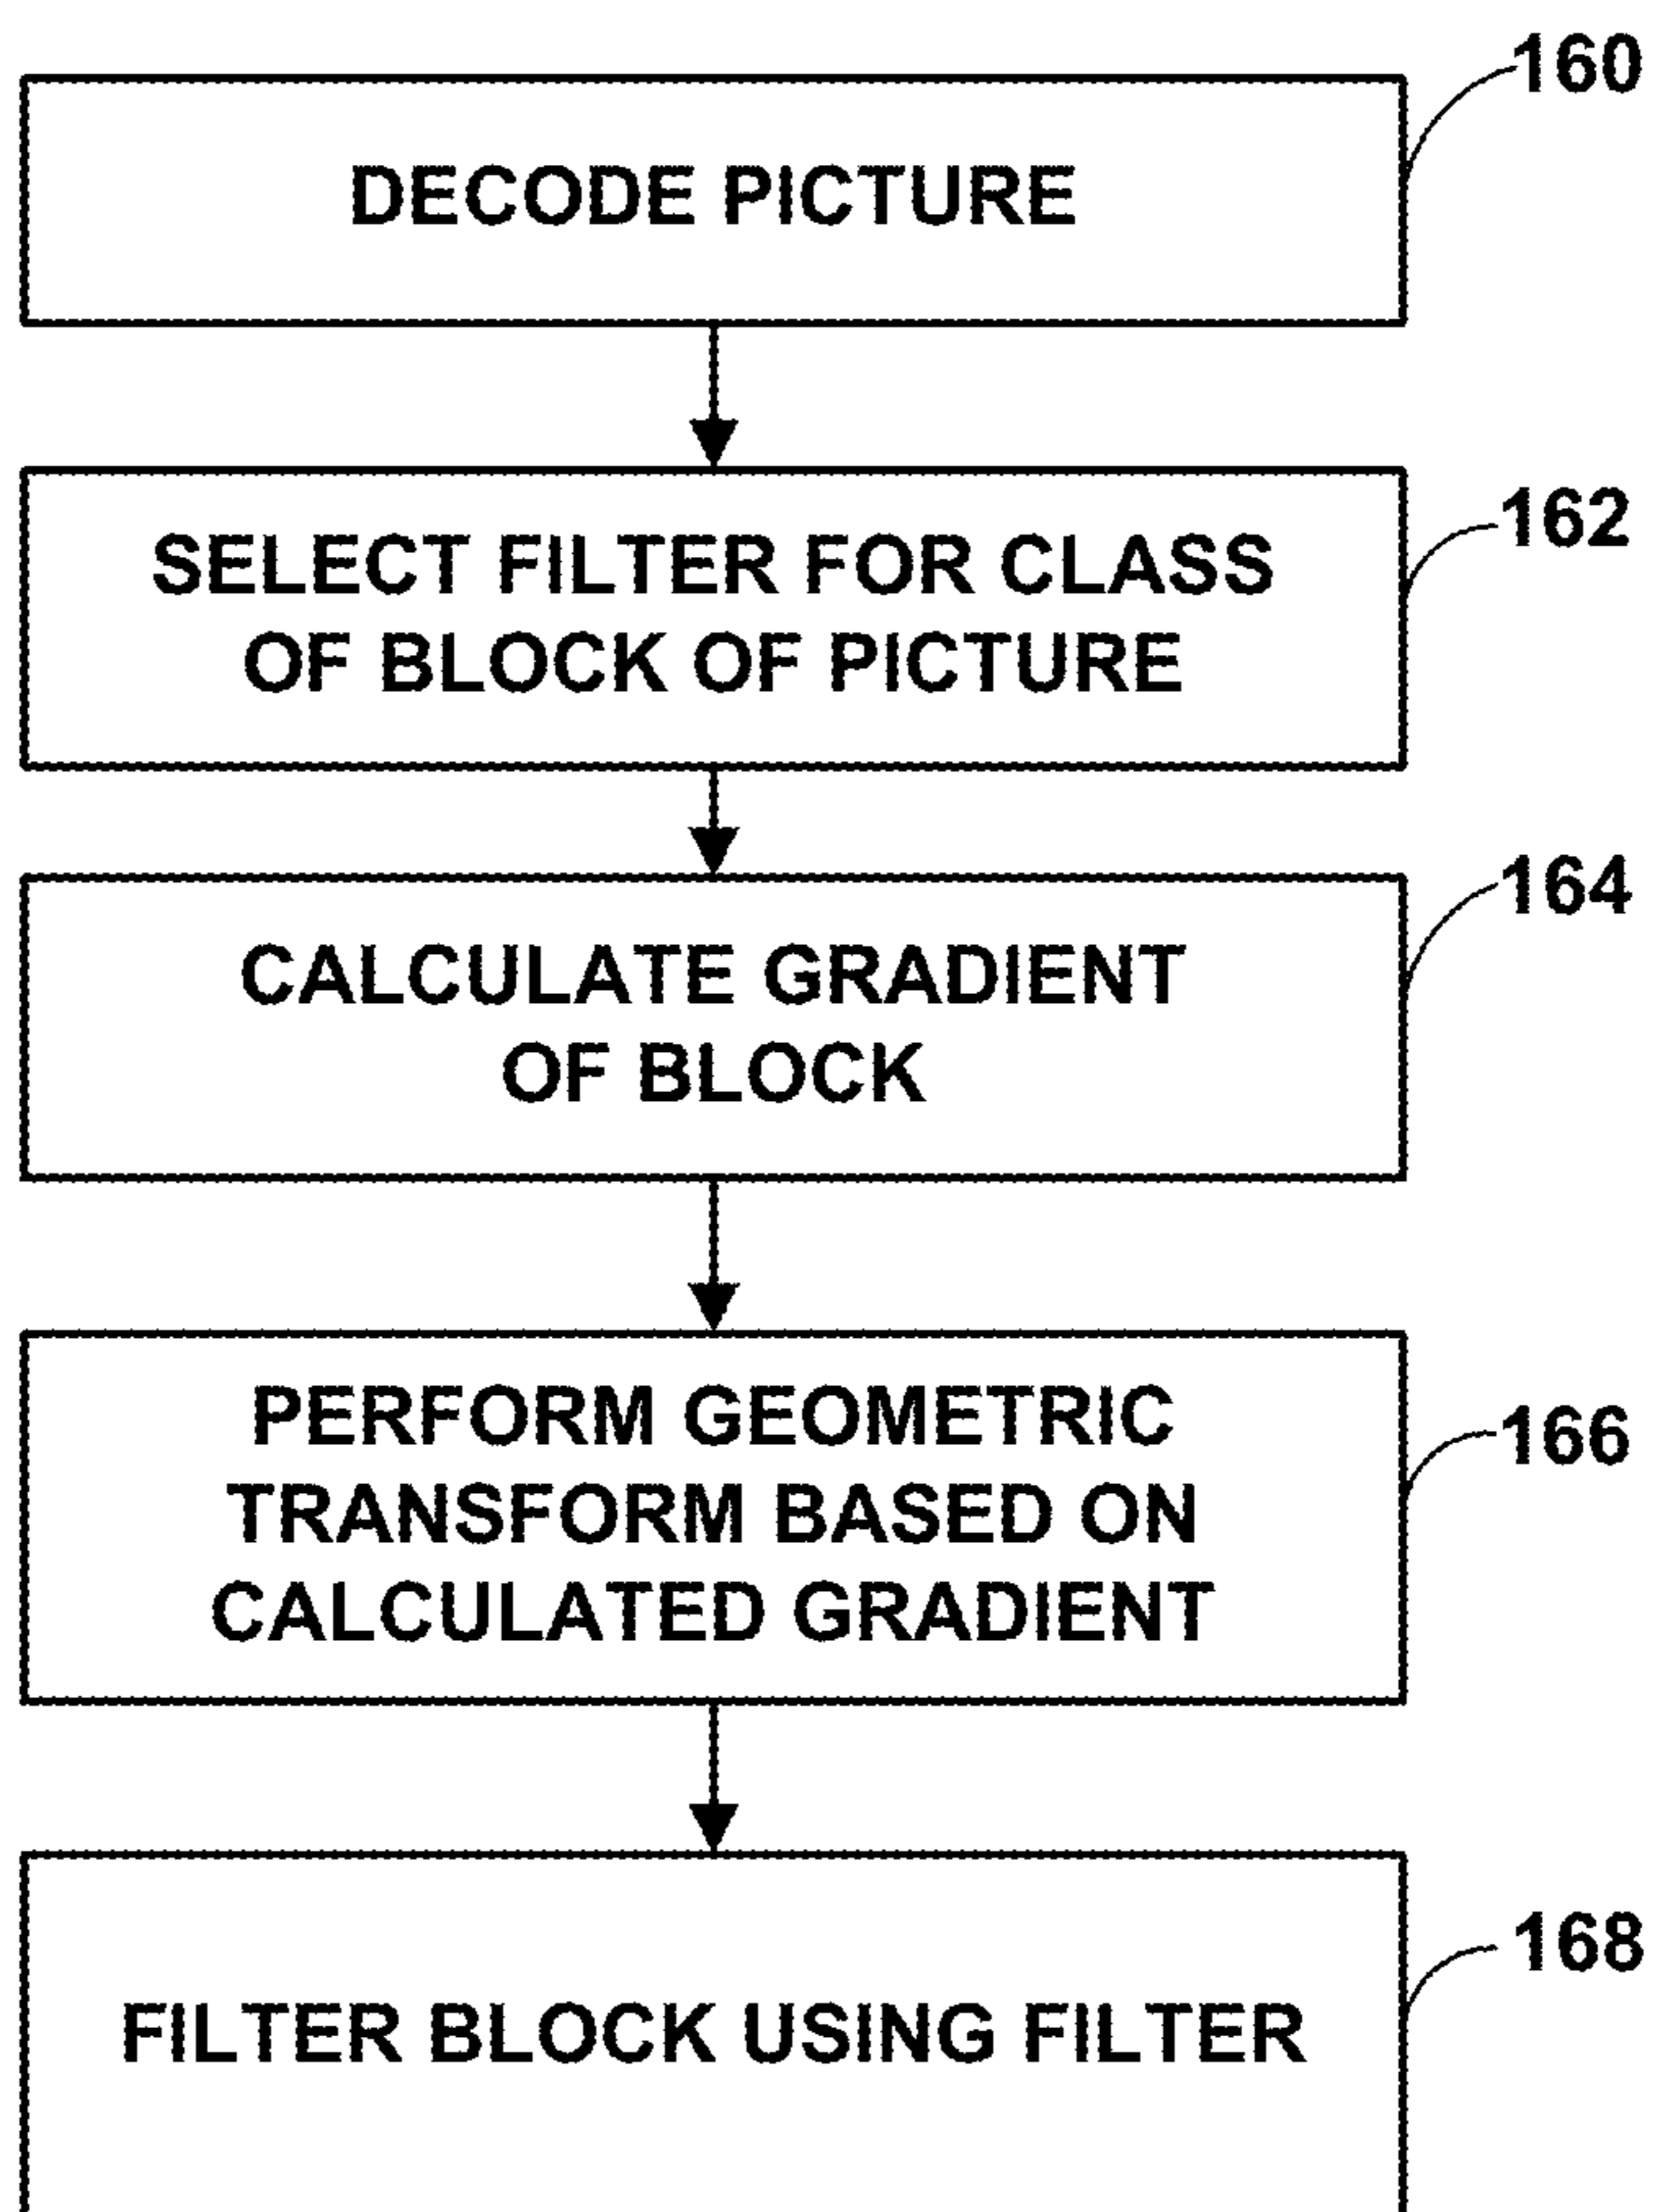 160
DECODE PICTURE
162
SELECT FILTER FOR CLASS
OF BLOCK OF PICTURE
164
CALCULATE GRADIENT
OF BLOCK
166
PERFORM GEOMETRIC
TRANSFORM BASED ON
CALCULATED GRADIENT
168
FILTER BLOCK USING FILTER